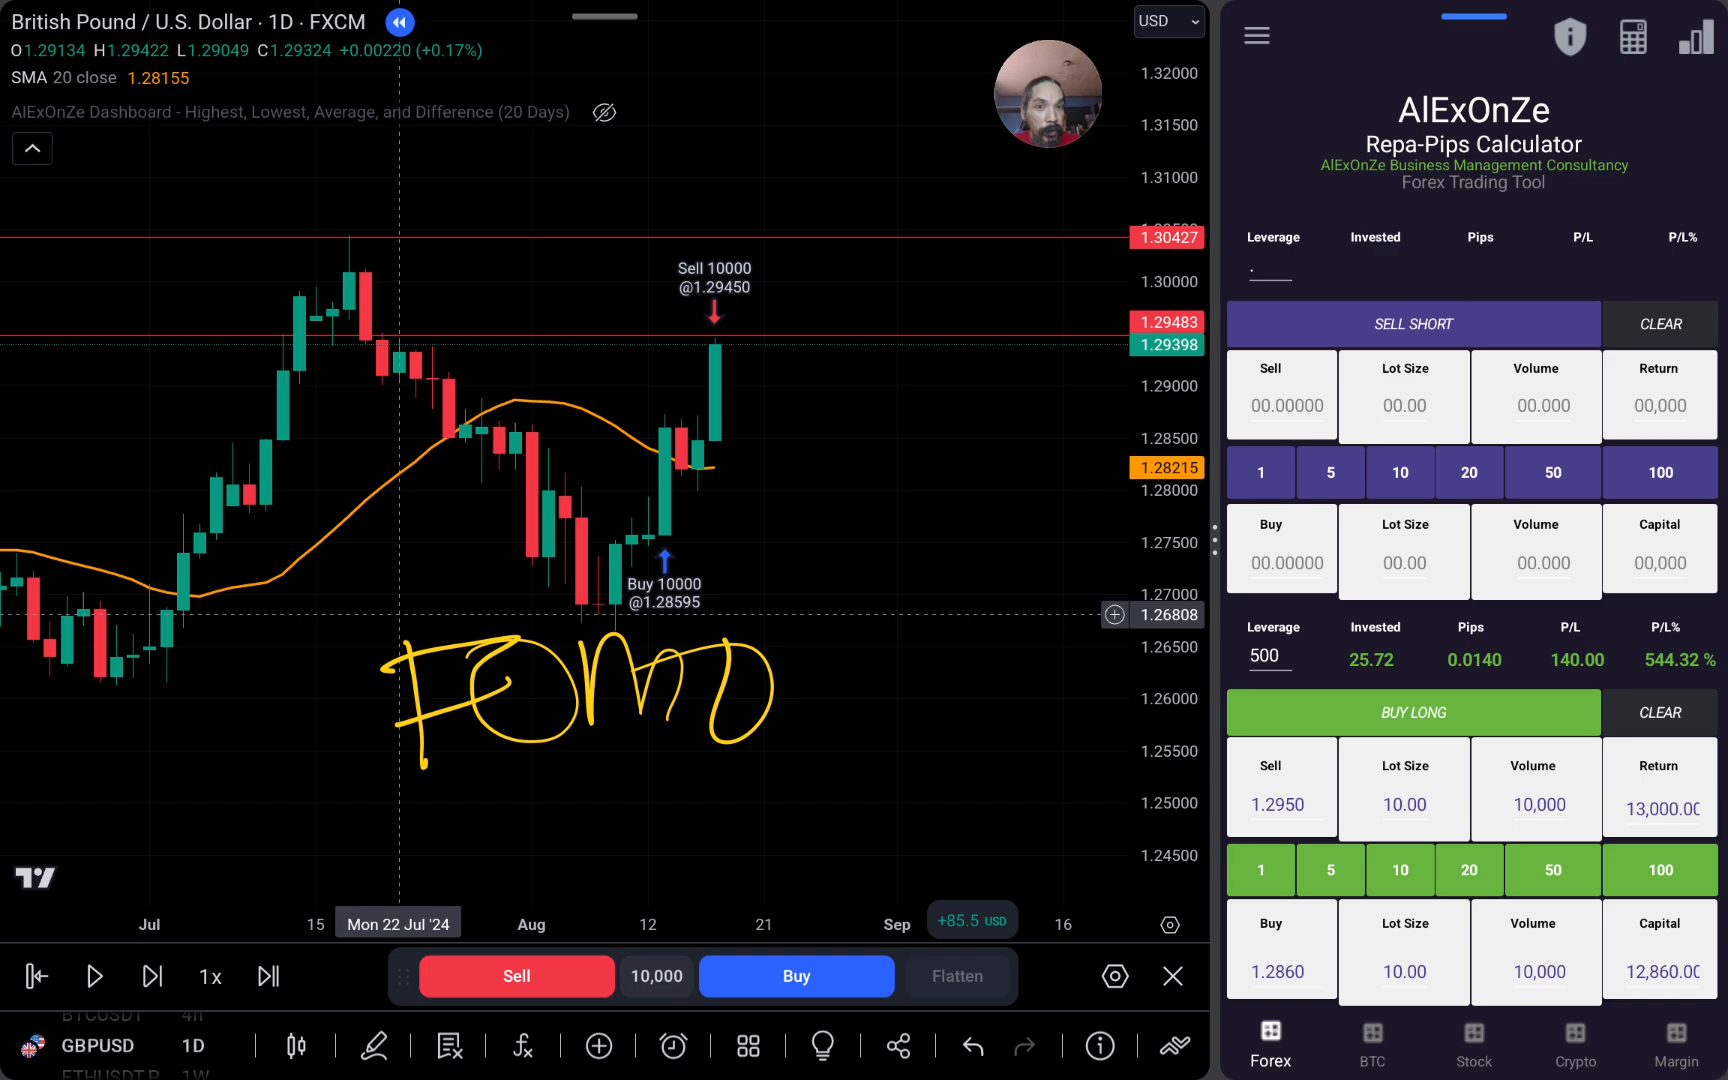 British Pound / U.S. Dollar · 1D · FXCM
O1.29134 H1.29422 L1.29049 C1.29324 +0.00220 (+0.17%)
SMA 20 close 1.28155
AlExOnZe Dashboard - Highest, Lowest, Average, and Difference (20 Days)
USD
1.32000
1.31500
1.31000
1.30427
1.30000
1.29483
1.29398
1.29000
1.28500
1.28215
1.28000
1.27500
1.27000
1.26808
1.26500
1.26000
1.25500
1.25000
1.24500
Sell 10000
@1.29450
Buy 10000
@1.28595
FOMO
Jul 15 Mon 22 Jul '24 Aug 12 21 Sep 16
+85.5 USD
1x
Sell 10,000 Buy Flatten
BTCUSDT 4h
GBPUSD 1D
ETHUSDT.P 1W
AlExOnZe
Repa-Pips Calculator
AlExOnZe Business Management Consultancy
Forex Trading Tool
Leverage Invested Pips P/L P/L%
.
SELL SHORT CLEAR
Sell Lot Size Volume Return
00.00000 00.00 00.000 00,000
1 5 10 20 50 100
Buy Lot Size Volume Capital
00.00000 00.00 00.000 00,000
Leverage Invested Pips P/L P/L%
500 25.72 0.0140 140.00 544.32 %
BUY LONG CLEAR
Sell Lot Size Volume Return
1.2950 10.00 10,000 13,000.00
1 5 10 20 50 100
Buy Lot Size Volume Capital
1.2860 10.00 10,000 12,860.00
Forex BTC Stock Crypto Margin